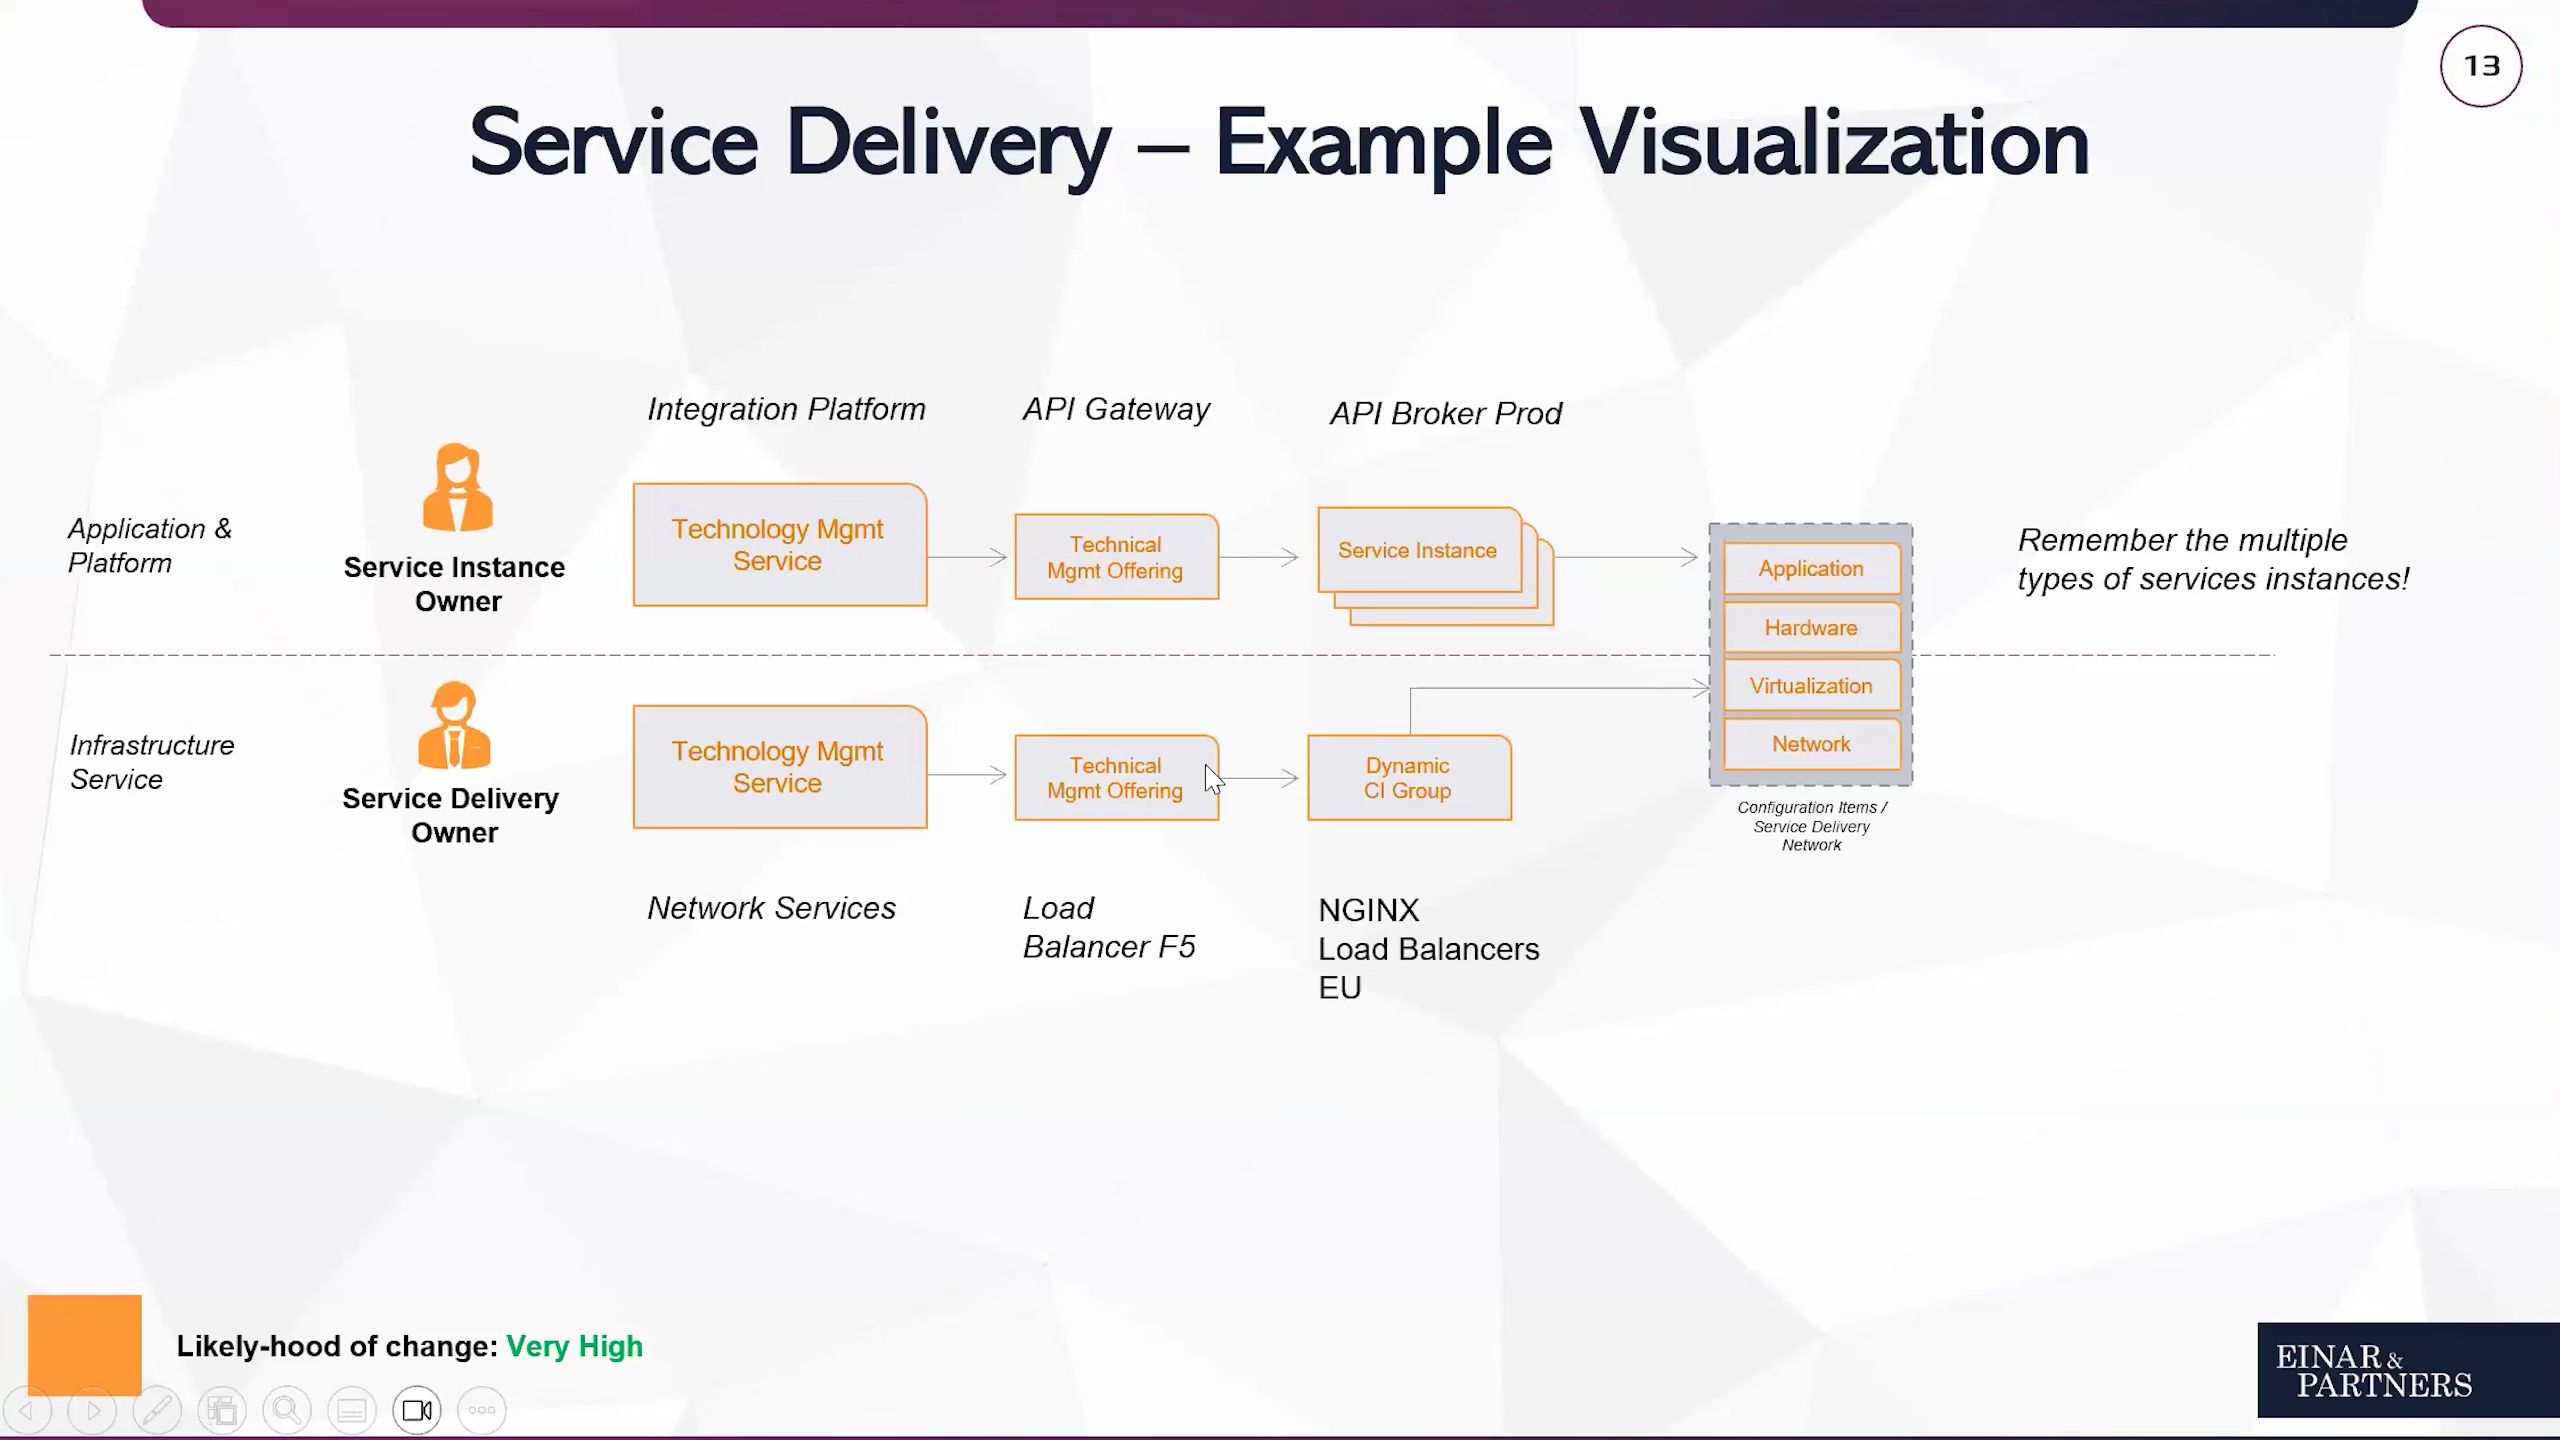 13
Service Delivery – Example Visualization
Integration Platform
API Gateway
API Broker Prod
Application &
Platform
Service Instance
Owner
Technology Mgmt
Service
Technical
Mgmt Offering
Service Instance
Application
Hardware
Virtualization
Network
Configuration Items /
Service Delivery
Network
Remember the multiple
types of services instances!
Infrastructure
Service
Service Delivery
Owner
Technology Mgmt
Service
Technical
Mgmt Offering
Dynamic
CI Group
Network Services
Load
Balancer F5
NGINX
Load Balancers
EU
Likely-hood of change: Very High
EINAR &
PARTNERS